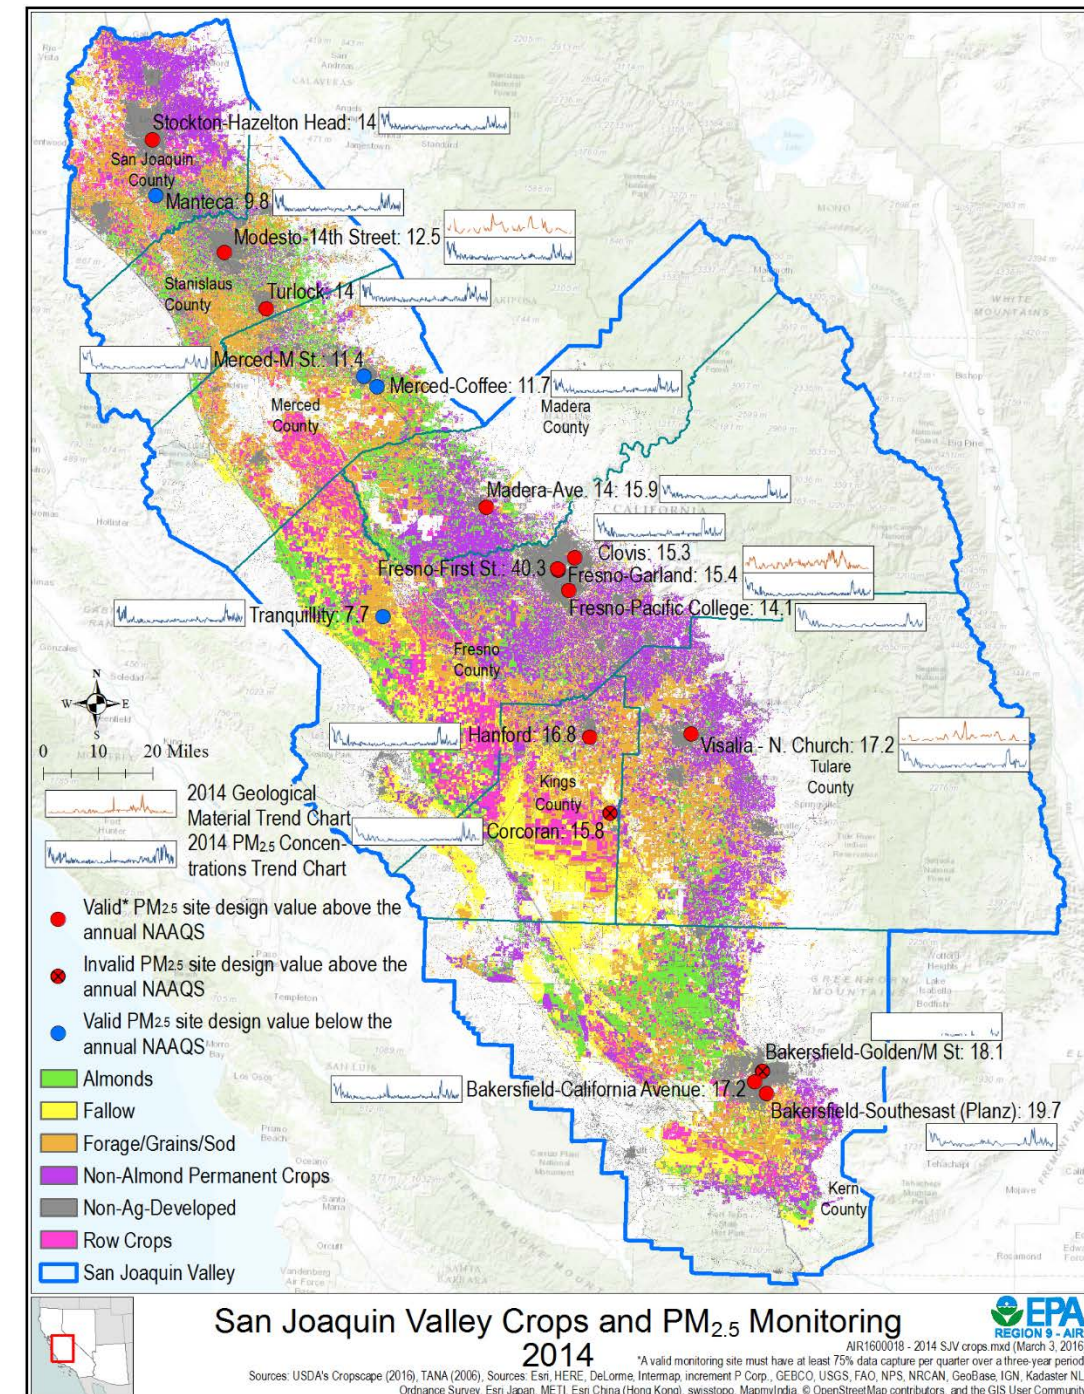 Stockton-Hazelton Head: 14
San Joaquin
County
Manteca: 9.8
Modesto-14th Street: 12.5
Stanislaus
County
Turlock: 14
Merced-M St.: 11.4
Merced-Coffee: 11.7
Merced
County
Madera
County
Madera-Ave. 14: 15.9
CALIFORNIA
Clovis: 15.3
Fresno-First St.: 40.3
Fresno-Garland: 15.4
Fresno-Pacific College: 14.1
Tranquillity: 7.7
Fresno
County
N
W
E
S
0 10 20 Miles
Hanford: 16.8
Visalia - N. Church: 17.2
Tulare
County
Kings
County
Corcoran: 15.8
2014 Geological
Material Trend Chart
2014 PM2.5 Concen-
trations Trend Chart
Valid* PM2.5 site design value above the
annual NAAQS
Invalid PM2.5 site design value above the
annual NAAQS
Valid PM2.5 site design value below the
annual NAAQS
Almonds
Fallow
Forage/Grains/Sod
Non-Almond Permanent Crops
Non-Ag-Developed
Row Crops
San Joaquin Valley
Bakersfield-Golden/M St: 18.1
Bakersfield-California Avenue: 17.2
Bakersfield-Southesast (Planz): 19.7
Kern
County
San Joaquin Valley Crops and PM2.5 Monitoring
2014
EPA
REGION 9 - AIR
AIR1600018 - 2014 SJV crops.mxd (March 3, 2016
*A valid monitoring site must have at least 75% data capture per quarter over a three-year period
Sources: USDA's Cropscape (2016), TANA (2006), Sources: Esri, HERE, DeLorme, Intermap, increment P Corp., GEBCO, USGS, FAO, NPS, NRCAN, GeoBase, IGN, Kadaster NL
Ordnance Survey, Esri Japan, METI, Esri China (Hong Kong), swisstopo, MapmyIndia, © OpenStreetMap contributors, and the GIS User Community